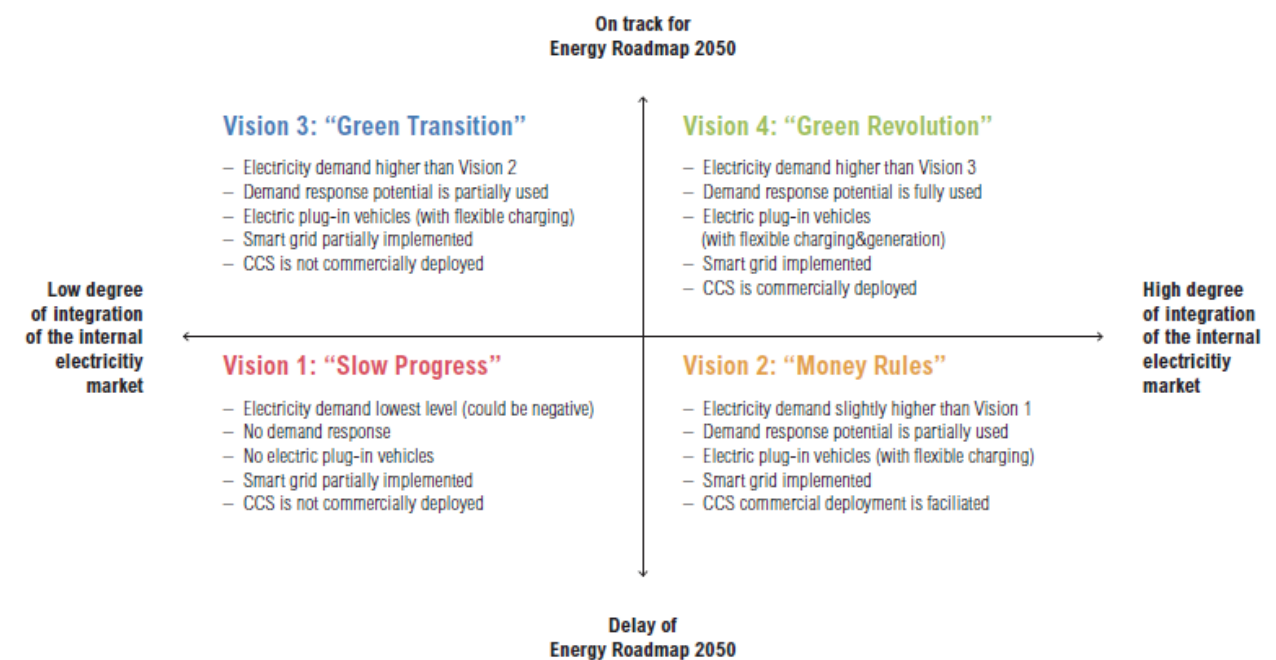 On track for
Energy Roadmap 2050
Vision 3: “Green Transition”
– Electricity demand higher than Vision 2
– Demand response potential is partially used
– Electric plug-in vehicles (with flexible charging)
– Smart grid partially implemented
– CCS is not commercially deployed
Vision 4: “Green Revolution”
– Electricity demand higher than Vision 3
– Demand response potential is fully used
– Electric plug-in vehicles
(with flexible charging&generation)
– Smart grid implemented
– CCS is commercially deployed
Low degree
of integration
of the internal
electricitiy
market
High degree
of integration
of the internal
electricitiy
market
Vision 1: “Slow Progress”
– Electricity demand lowest level (could be negative)
– No demand response
– No electric plug-in vehicles
– Smart grid partially implemented
– CCS is not commercially deployed
Vision 2: “Money Rules”
– Electricity demand slightly higher than Vision 1
– Demand response potential is partially used
– Electric plug-in vehicles (with flexible charging)
– Smart grid implemented
– CCS commercial deployment is faciliated
Delay of
Energy Roadmap 2050